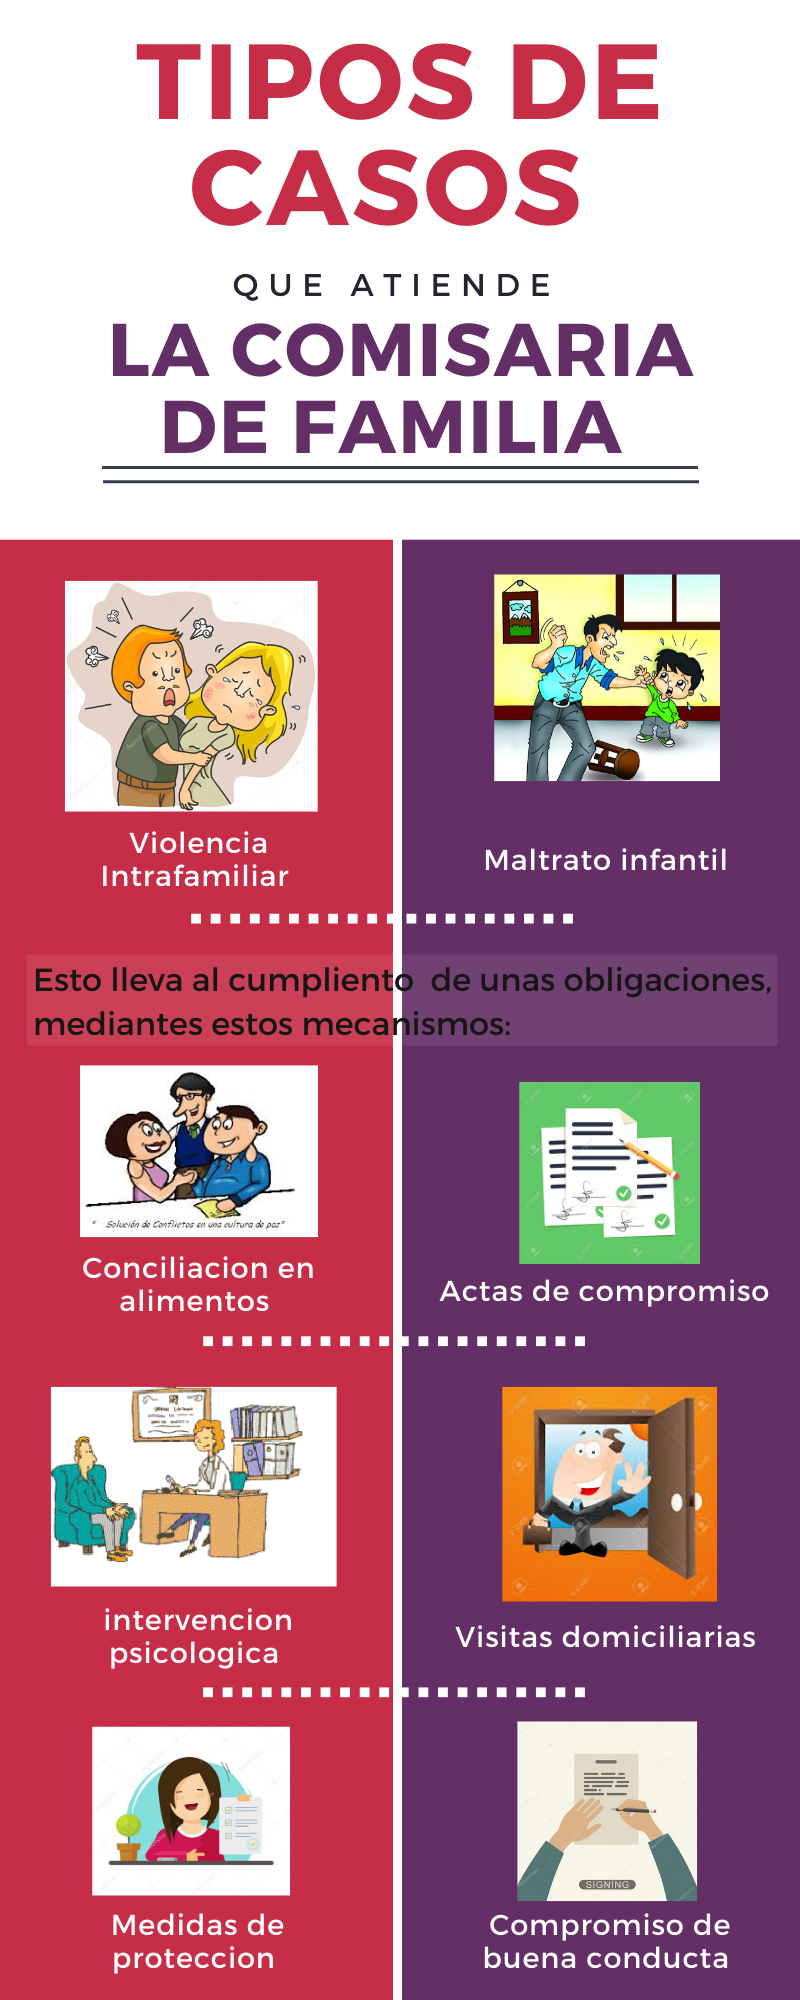 TIPOS DE
CASOS
QUE ATIENDE
LA COMISARIA
DE FAMILIA
Violencia
Intrafamiliar
Maltrato infantil
Esto lleva al cumpliento de unas obligaciones,
mediantes estos mecanismos:
" Solución de Conflictos en una cultura de paz"
Conciliacion en
alimentos
Actas de compromiso
intervencion
psicologica
Visitas domiciliarias
SIGNING
Medidas de
proteccion
Compromiso de
buena conducta